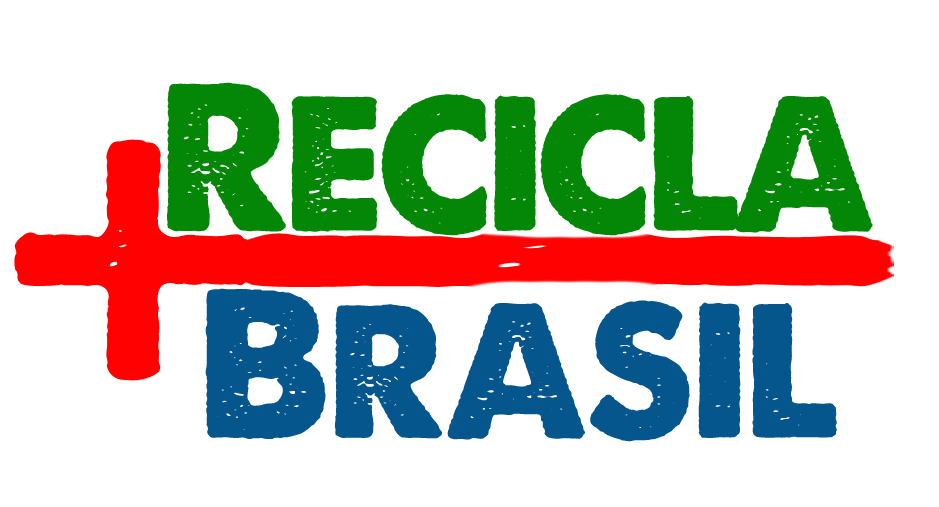 RECICLA
+
BRASIL